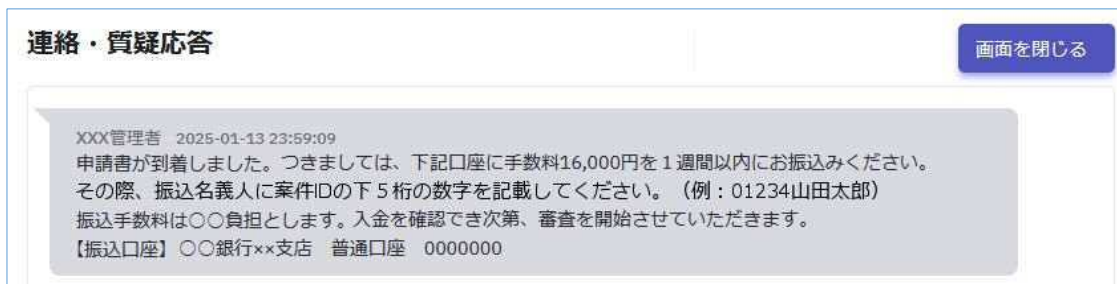 連絡・質疑応答
画面を閉じる
XXX管理者 2025-01-13 23:59:09
申請書が到着しました。つきましては、下記口座に手数料16,000円を１週間以内にお振込みください。
その際、振込名義人に案件IDの下５桁の数字を記載してください。（例：01234山田太郎）
振込手数料は○○負担とします。入金を確認でき次第、審査を開始させていただきます。
【振込口座】○○銀行××支店　普通口座　0000000